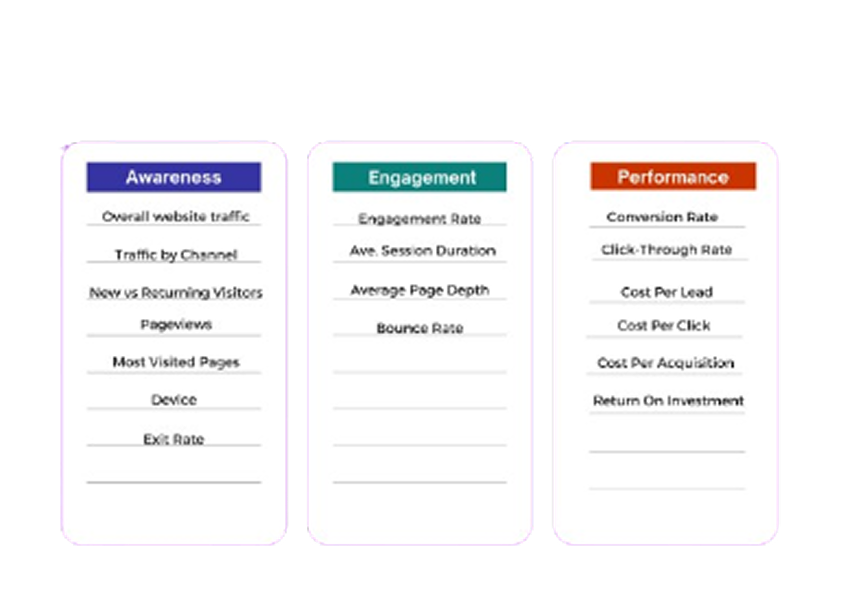 Awareness
Overall website traffic
Traffic by Channel
New vs Returning Visitors
Pageviews
Most Visited Pages
Device
Exit Rate
Engagement
Engagement Rate
Ave. Session Duration
Average Page Depth
Bounce Rate
Performance
Conversion Rate
Click-Through Rate
Cost Per Lead
Cost Per Click
Cost Per Acquisition
Return On Investment